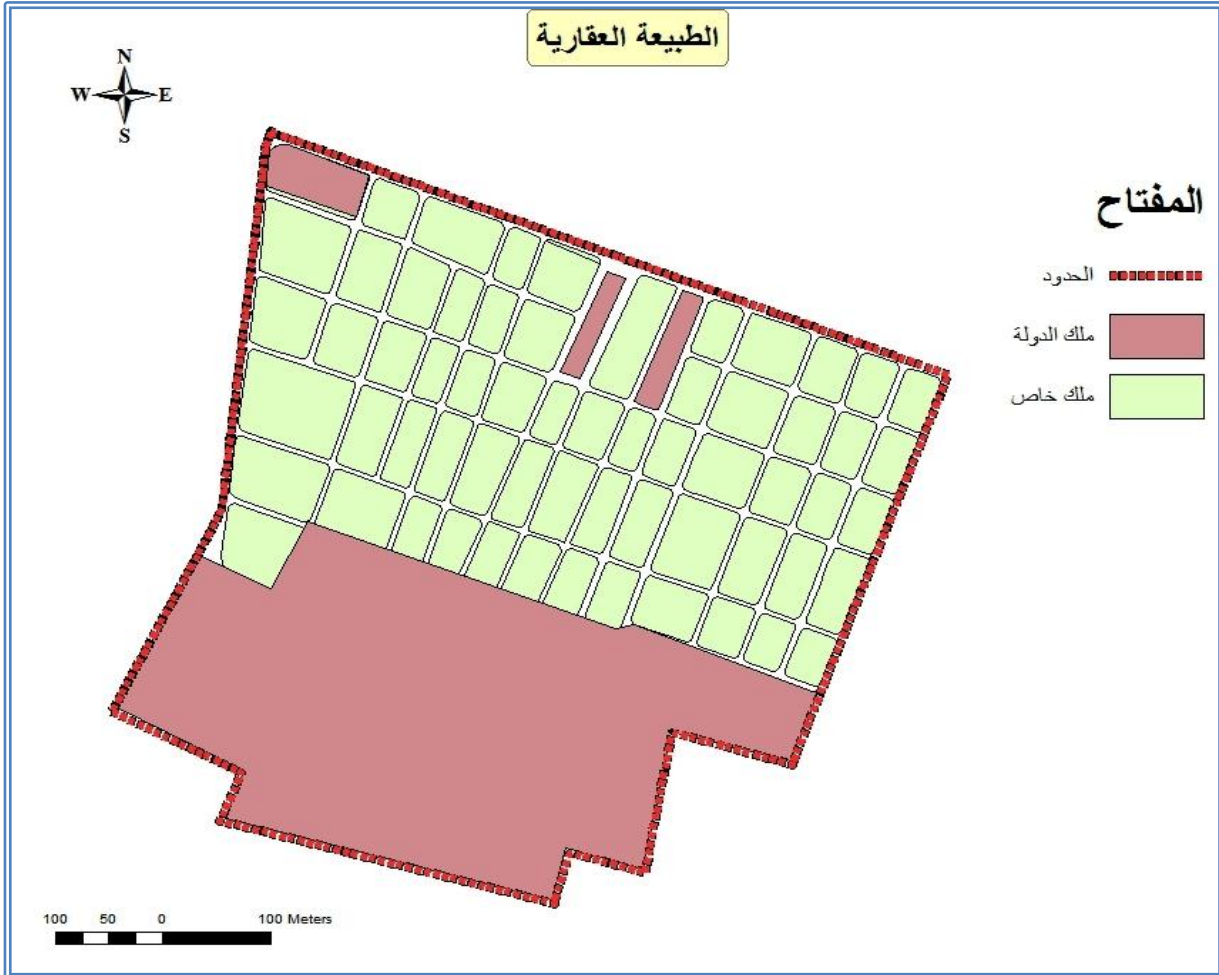 الطبيعة العقارية
N
W E
S
المفتاح
الحدود
ملك الدولة
ملك خاص
100 50 0 100 Meters